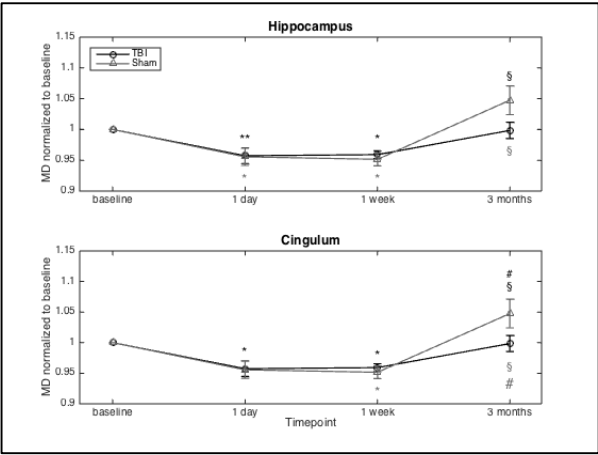 Hippocampus
MD normalized to baseline
1.15
1.1
1.05
1
0.95
0.9
TBI
Sham
** * §
* * §
baseline 1 day 1 week 3 months
Cingulum
MD normalized to baseline
1.15
1.1
1.05
1
0.95
0.9
#
* * §
* §
#
baseline 1 day 1 week 3 months
Timepoint